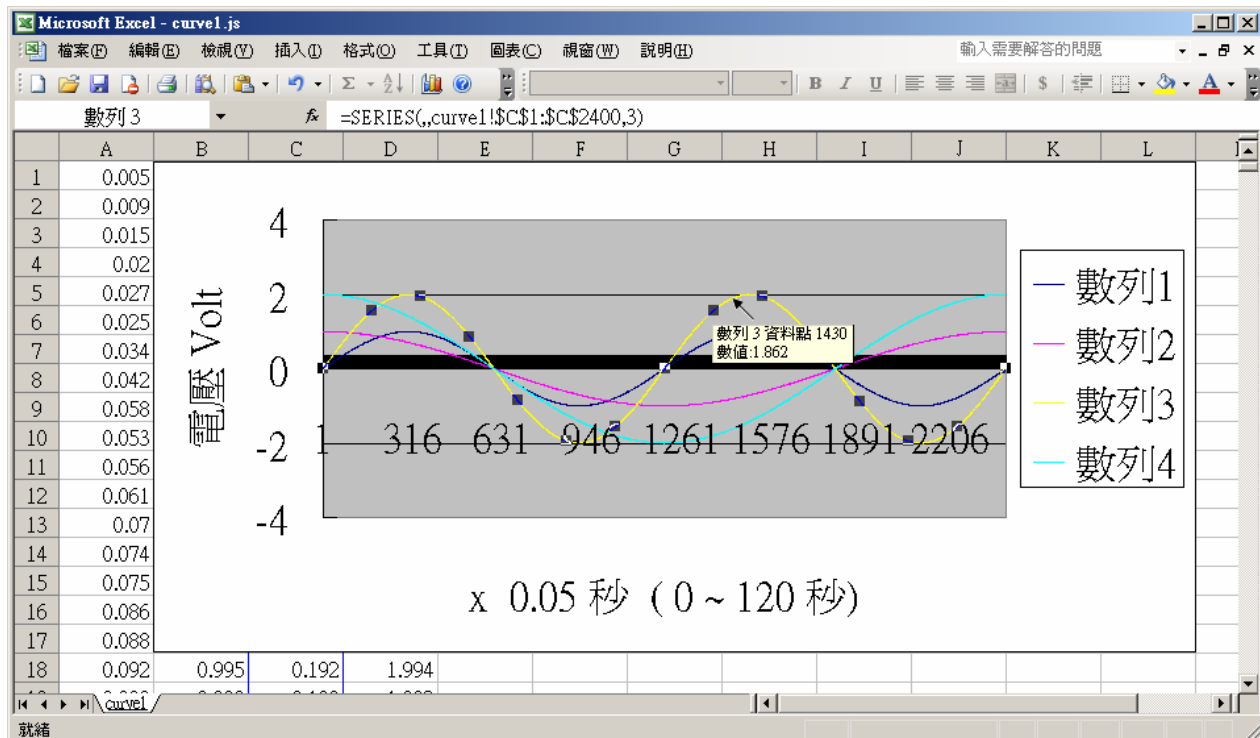 Microsoft Excel - curve1.js
檔案(F) 編輯(E) 檢視(V) 插入(I) 格式(O) 工具(T) 圖表(C) 視窗(W) 說明(H) 輸入需要解答的問題
Σ B I U $ A
數列 3 fx =SERIES(,,curve1!$C$1:$C$2400,3)
A B C D E F G H I J K L
1 0.005
2 0.009
3 0.015
4 0.02
5 0.027
6 0.025
7 0.034
8 0.042
9 0.058
10 0.053
11 0.056
12 0.061
13 0.07
14 0.074
15 0.075
16 0.086
17 0.088
18 0.092 0.995 0.192 1.994
電壓 Volt
4
2
0
-2
-4
1 316 631 946 1261 1576 1891 2206
數列 3 資料點 1430
數值:1.862
數列1
數列2
數列3
數列4
x 0.05 秒 ( 0 ~ 120 秒)
curve1
就緒